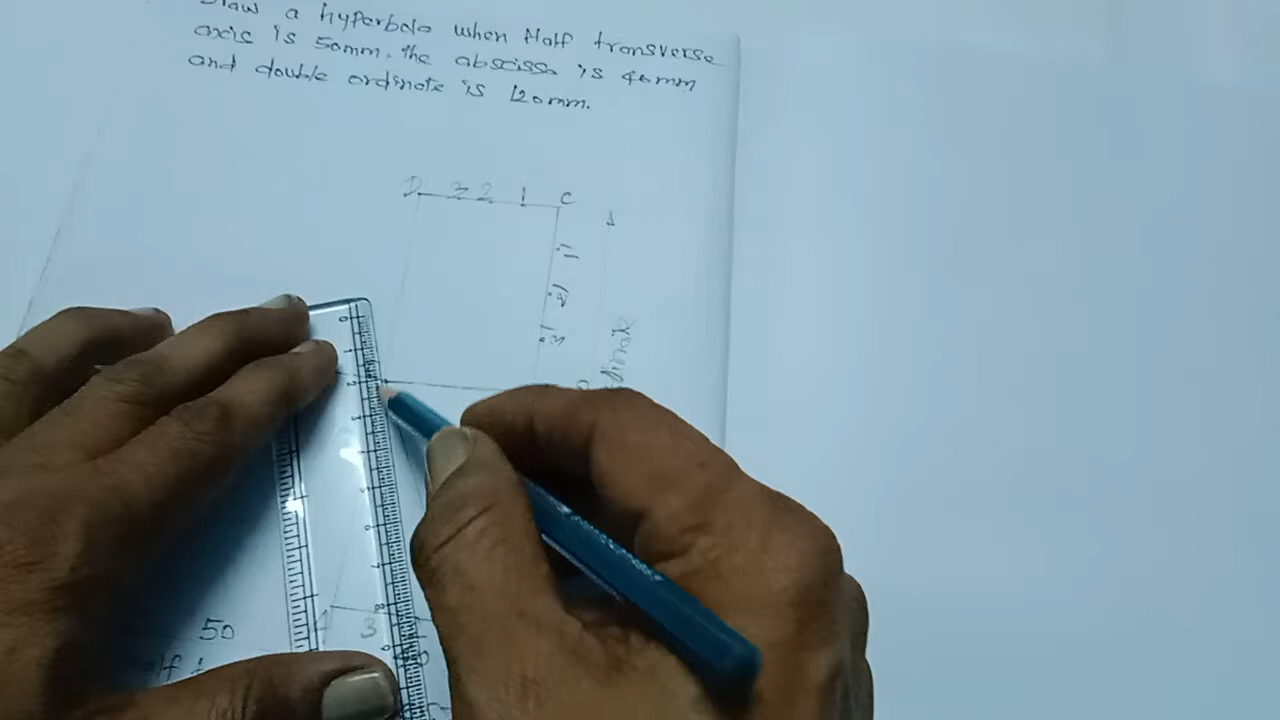 Draw a hyperbola when Half transverse
axis is 50mm. the abscissa is 40mm
and double ordinate is 120mm.
D 3 2 1 C
1'
2'
3'
3
50